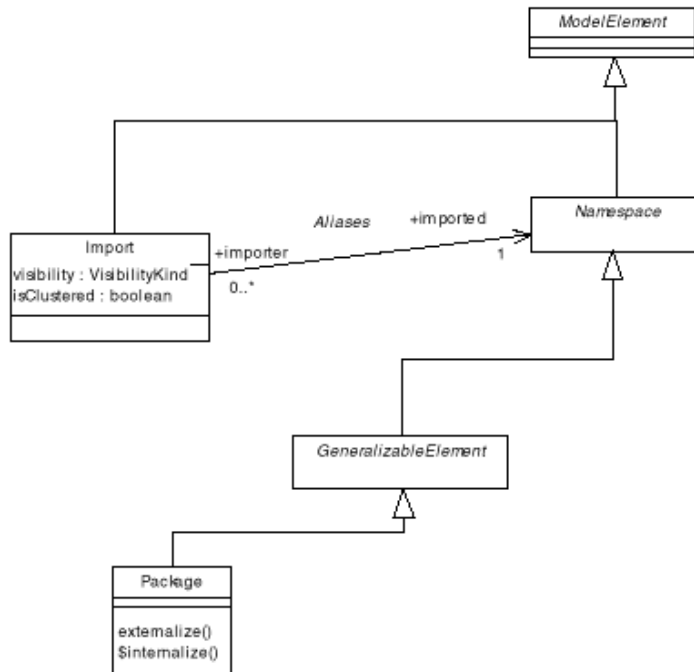 ModelElement
Namespace
Aliases
+imported
Import
+importer
visibility : VisibilityKind
1
isClustered : boolean
0..*
GeneralizableElement
Package
externalize()
$internalize()